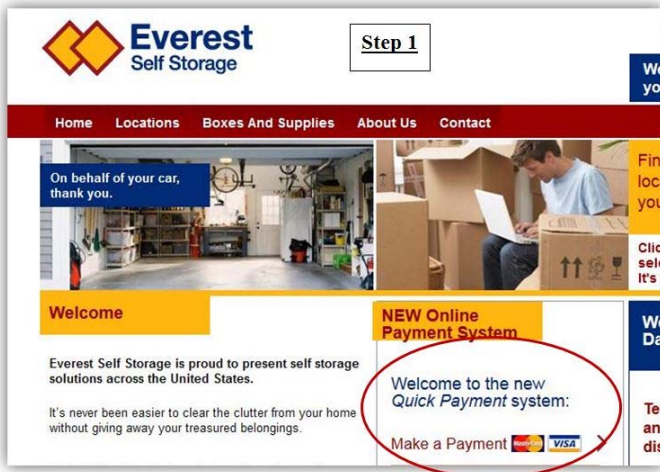 Everest
Self Storage
Step 1
Home Locations Boxes And Supplies About Us Contact
On behalf of your car,
thank you.
Welcome
Everest Self Storage is proud to present self storage
solutions across the United States.
It's never been easier to clear the clutter from your home
without giving away your treasured belongings.
NEW Online
Payment System
Welcome to the new
Quick Payment system:
Make a Payment MasterCard VISA
It's